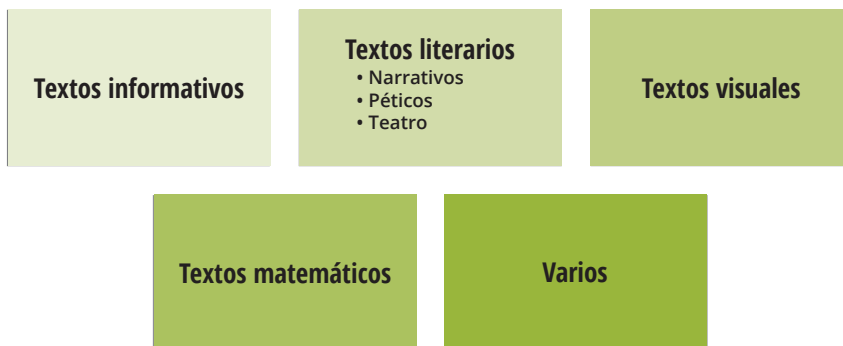 Textos informativos
Textos literarios
• Narrativos
• Péticos
• Teatro
Textos visuales
Textos matemáticos
Varios